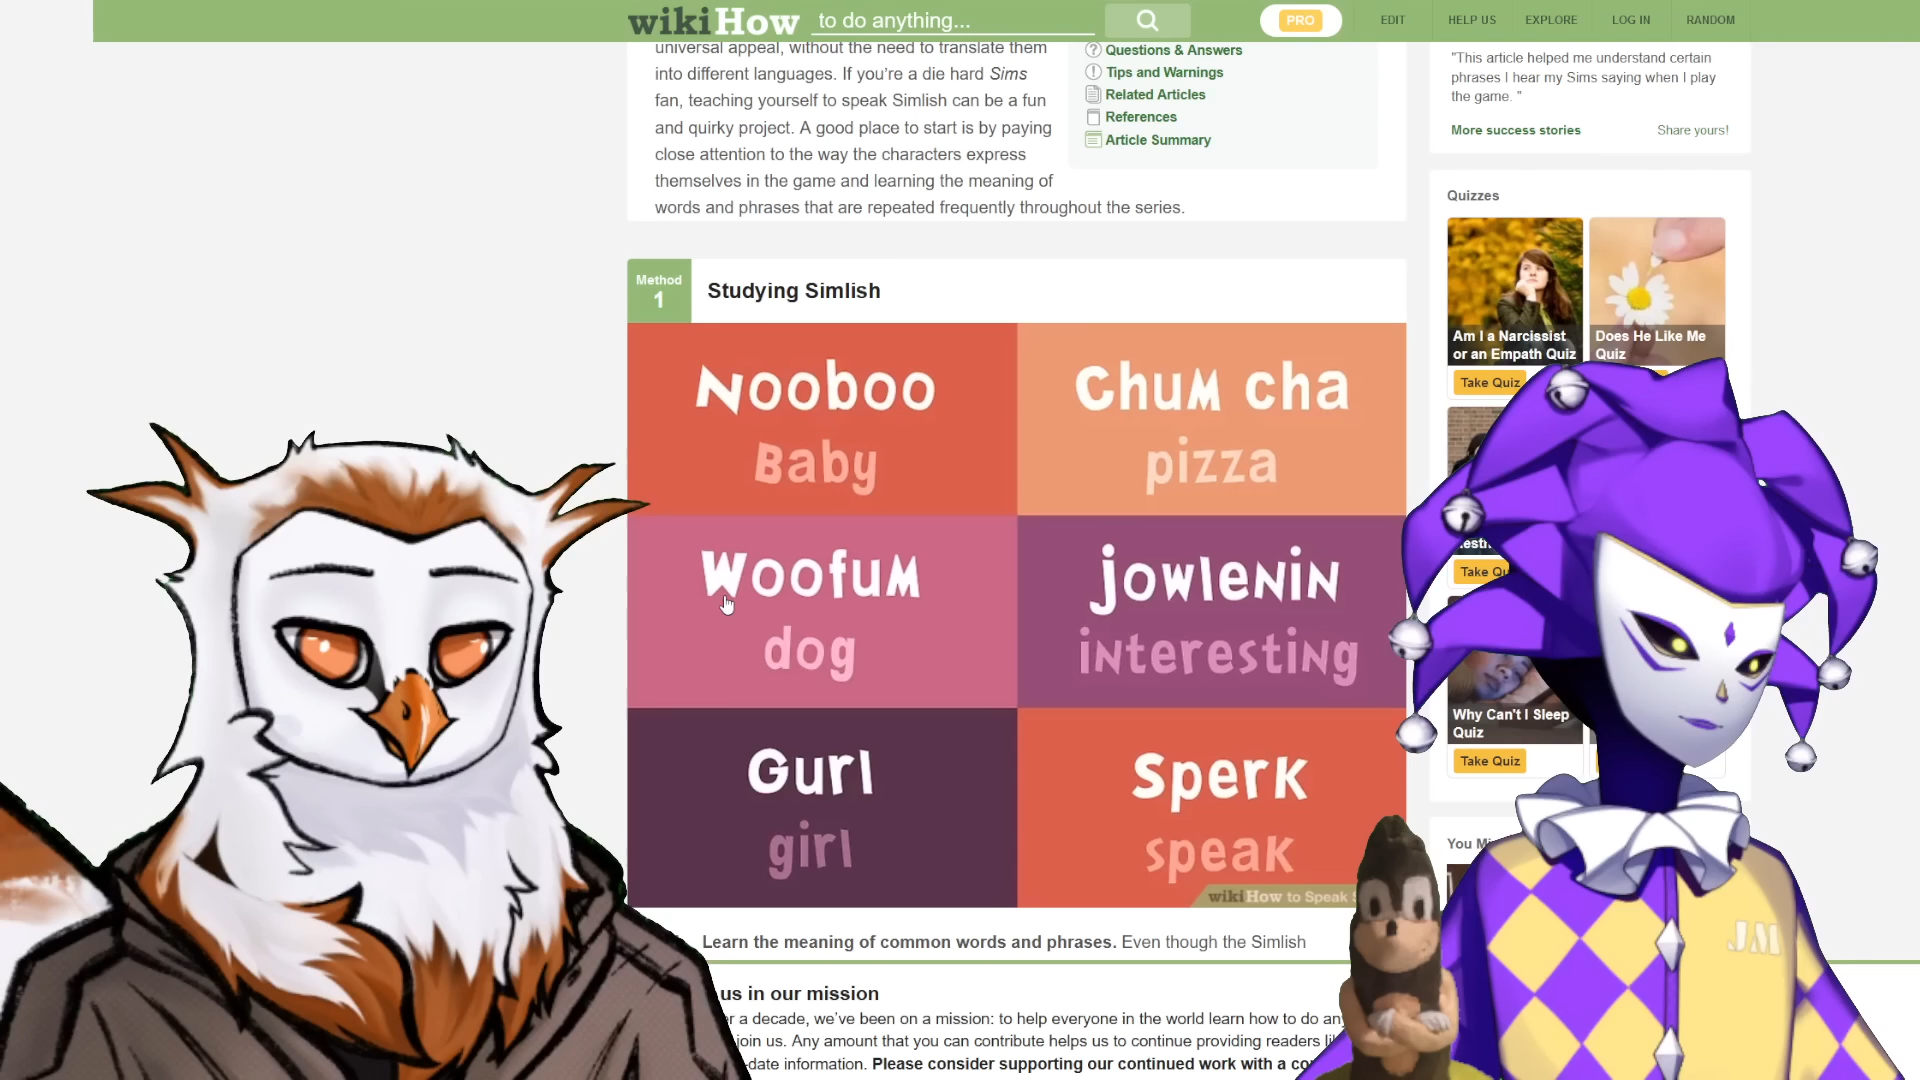 wikiHow to do anything...
PRO
EDIT
HELP US
EXPLORE
LOG IN
RANDOM
universal appeal, without the need to translate them
into different languages. If you're a die hard Sims
fan, teaching yourself to speak Simlish can be a fun
and quirky project. A good place to start is by paying
close attention to the way the characters express
themselves in the game and learning the meaning of
words and phrases that are repeated frequently throughout the series.
Questions & Answers
Tips and Warnings
Related Articles
References
Article Summary
"This article helped me understand certain
phrases I hear my Sims saying when I play
the game. "
More success stories
Share yours!
Quizzes
Am I a Narcissist
or an Empath Quiz
Take Quiz
Does He Like Me
Quiz
Take Qu
Why Can't I Sleep
Quiz
Take Quiz
You Mi
Method
1
Studying Simlish
Nooboo
Baby
Chum cha
pizza
Woofum
dog
jowlenin
interesting
Gurl
girl
Sperk
speak
wikiHow to Speak S
Learn the meaning of common words and phrases. Even though the Simlish
us in our mission
r a decade, we've been on a mission: to help everyone in the world learn how to do an
join us. Any amount that you can contribute helps us to continue providing readers
-date information. Please consider supporting our continued work with a co
JM